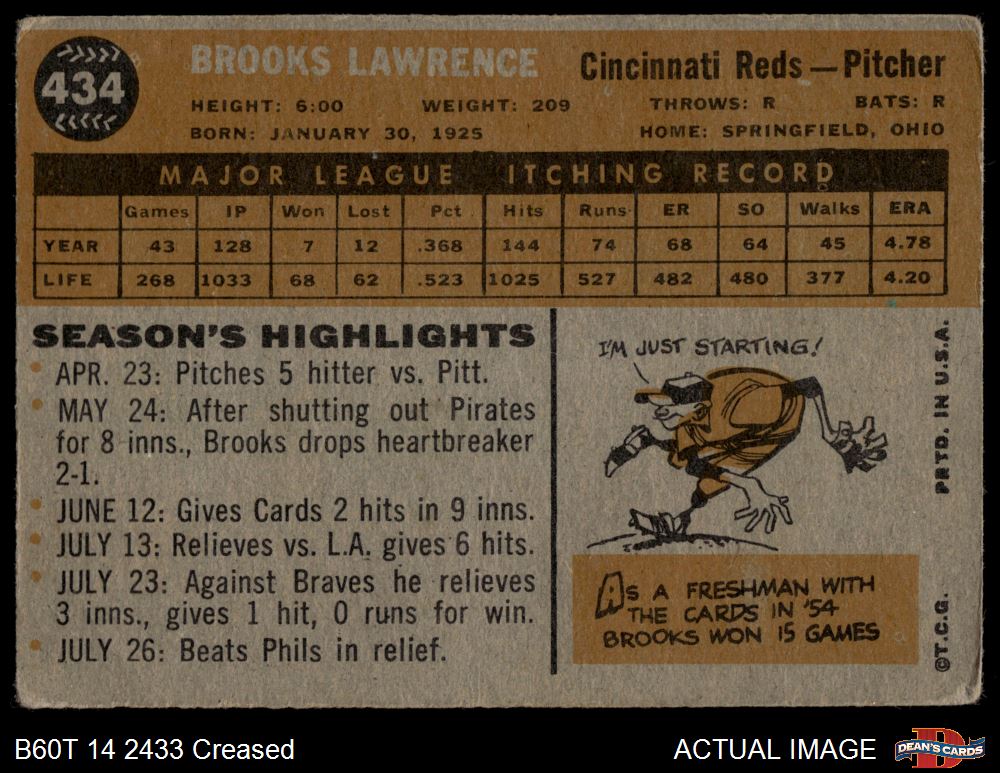 434
BROOKS LAWRENCE
Cincinnati Reds — Pitcher
HEIGHT: 6:00 WEIGHT: 209 THROWS: R BATS: R
BORN: JANUARY 30, 1925 HOME: SPRINGFIELD, OHIO
MAJOR LEAGUE ITCHING RECORD
Games IP Won Lost Pct Hits Runs ER SO Walks ERA
YEAR 43 128 7 12 .368 144 74 68 64 45 4.78
LIFE 268 1033 68 62 .523 1025 527 482 480 377 4.20
SEASON'S HIGHLIGHTS
• APR. 23: Pitches 5 hitter vs. Pitt.
• MAY 24: After shutting out Pirates
for 8 inns., Brooks drops heartbreaker
2-1.
• JUNE 12: Gives Cards 2 hits in 9 inns.
• JULY 13: Relieves vs. L.A. gives 6 hits.
• JULY 23: Against Braves he relieves
3 inns., gives 1 hit, 0 runs for win.
• JULY 26: Beats Phils in relief.
I'M JUST STARTING!
AS A FRESHMAN WITH
THE CARDS IN '54
BROOKS WON 15 GAMES
©T.C.G. PRTD. IN U.S.A.
B60T 14 2433 Creased
ACTUAL IMAGE
DEAN'S CARDS